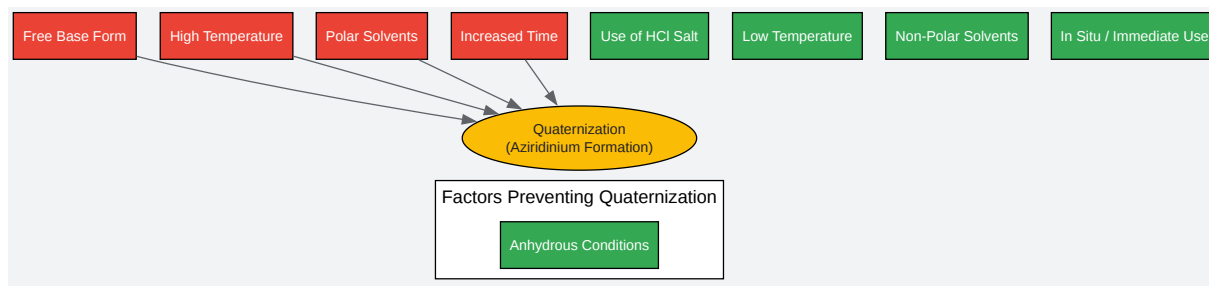 Free Base Form
High Temperature
Polar Solvents
Increased Time
Use of HCl Salt
Low Temperature
Non-Polar Solvents
In Situ / Immediate Use
Quaternization
(Aziridinium Formation)
Factors Preventing Quaternization
Anhydrous Conditions